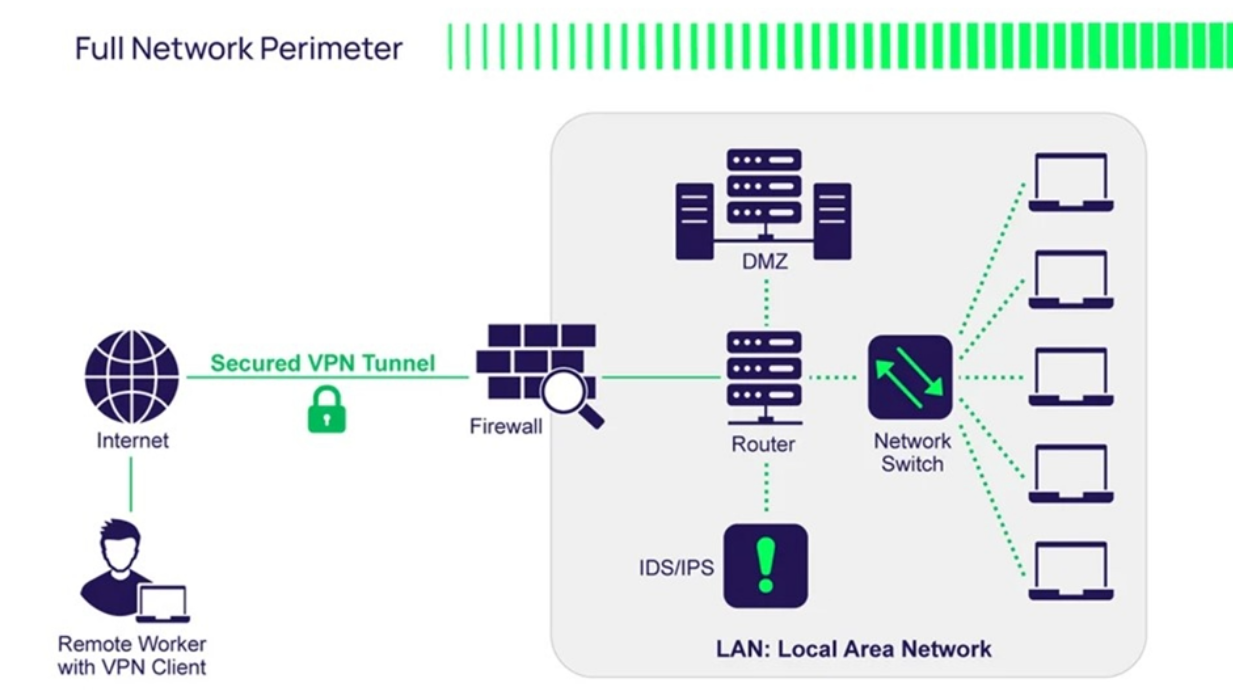 Full Network Perimeter
DMZ
Secured VPN Tunnel
Internet
Firewall
Router
Network
Switch
IDS/IPS
Remote Worker
with VPN Client
LAN: Local Area Network